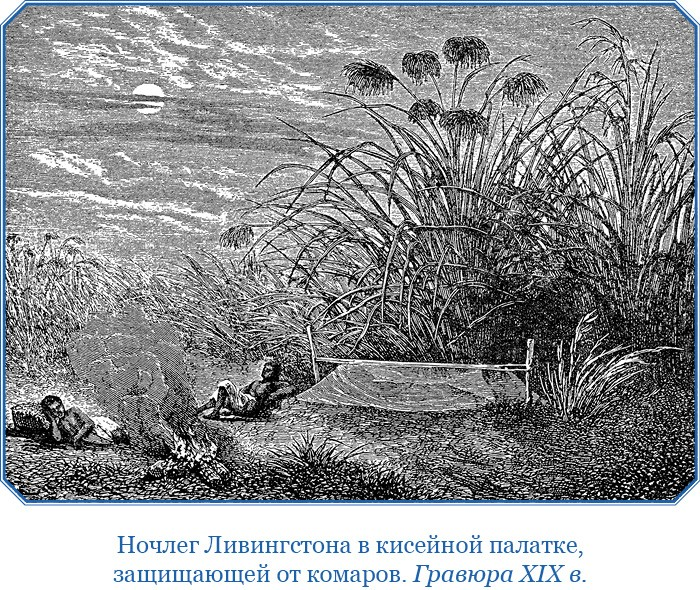 Ночлег Ливингстона в кисейной палатке,
защищающей от комаров. Гравюра XIX в.